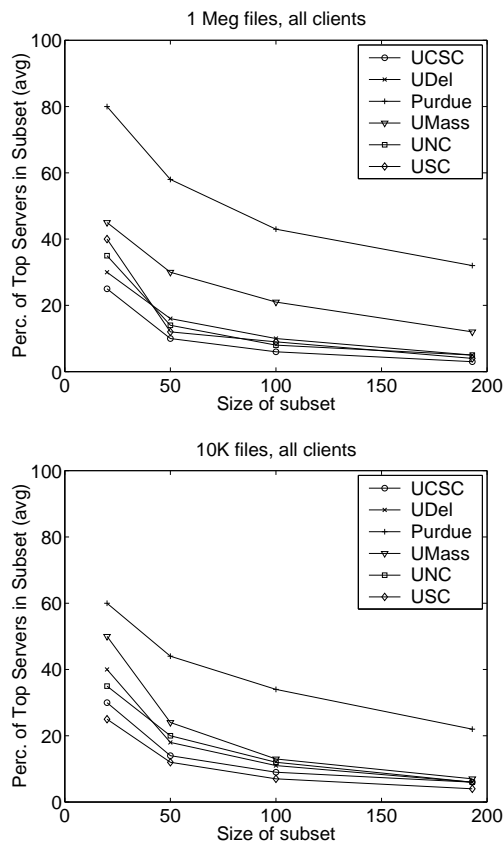 1 Meg files, all clients
Perc. of Top Servers in Subset (avg)
100
80
60
40
20
0
0 50 100 150 200
Size of subset
UCSC
UDel
Purdue
UMass
UNC
USC
10K files, all clients
Perc. of Top Servers in Subset (avg)
100
80
60
40
20
0
0 50 100 150 200
Size of subset
UCSC
UDel
Purdue
UMass
UNC
USC